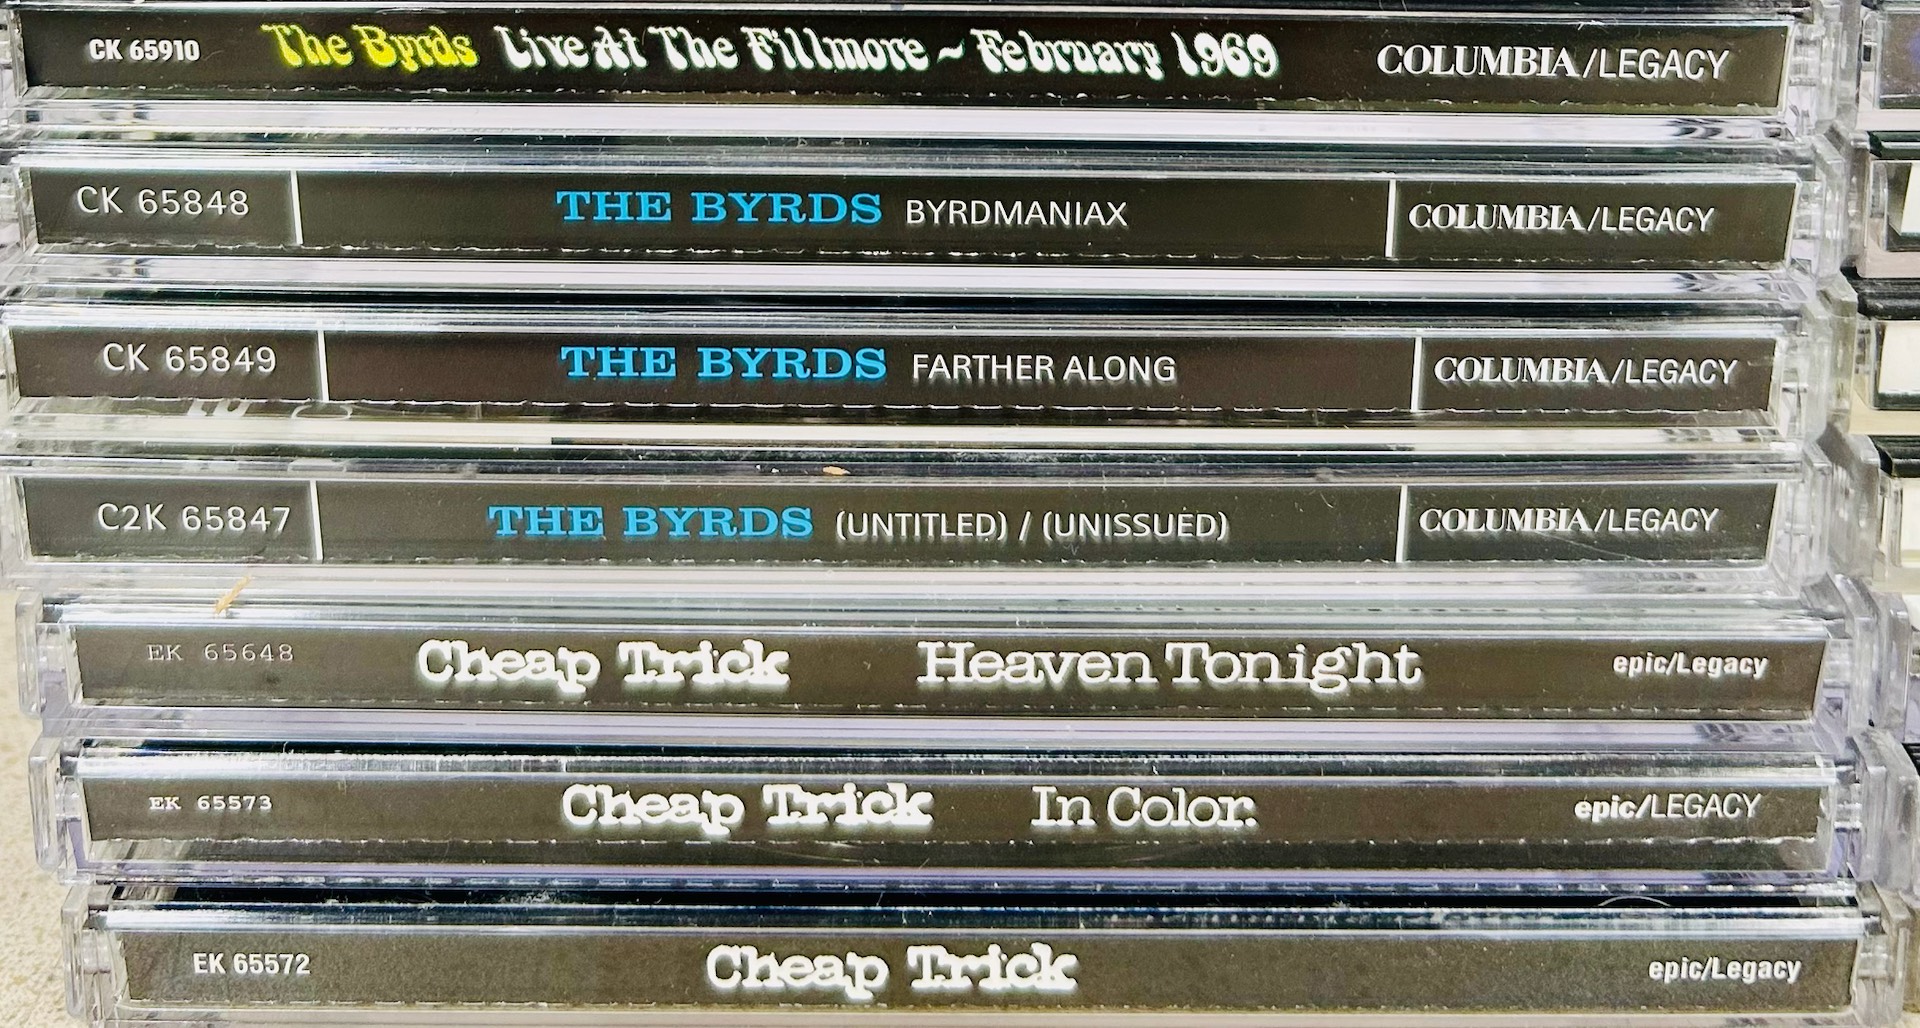 CK 65910 The Byrds Live At The Fillmore ~ February 1969 COLUMBIA/LEGACY
CK 65848 THE BYRDS BYRDMANIAX COLUMBIA/LEGACY
CK 65849 THE BYRDS FARTHER ALONG COLUMBIA/LEGACY
C2K 65847 THE BYRDS (UNTITLED) / (UNISSUED) COLUMBIA/LEGACY
EK 65648 Cheap Trick Heaven Tonight epic/Legacy
EK 65573 Cheap Trick In Color. epic/LEGACY
EK 65572 Cheap Trick epic/Legacy